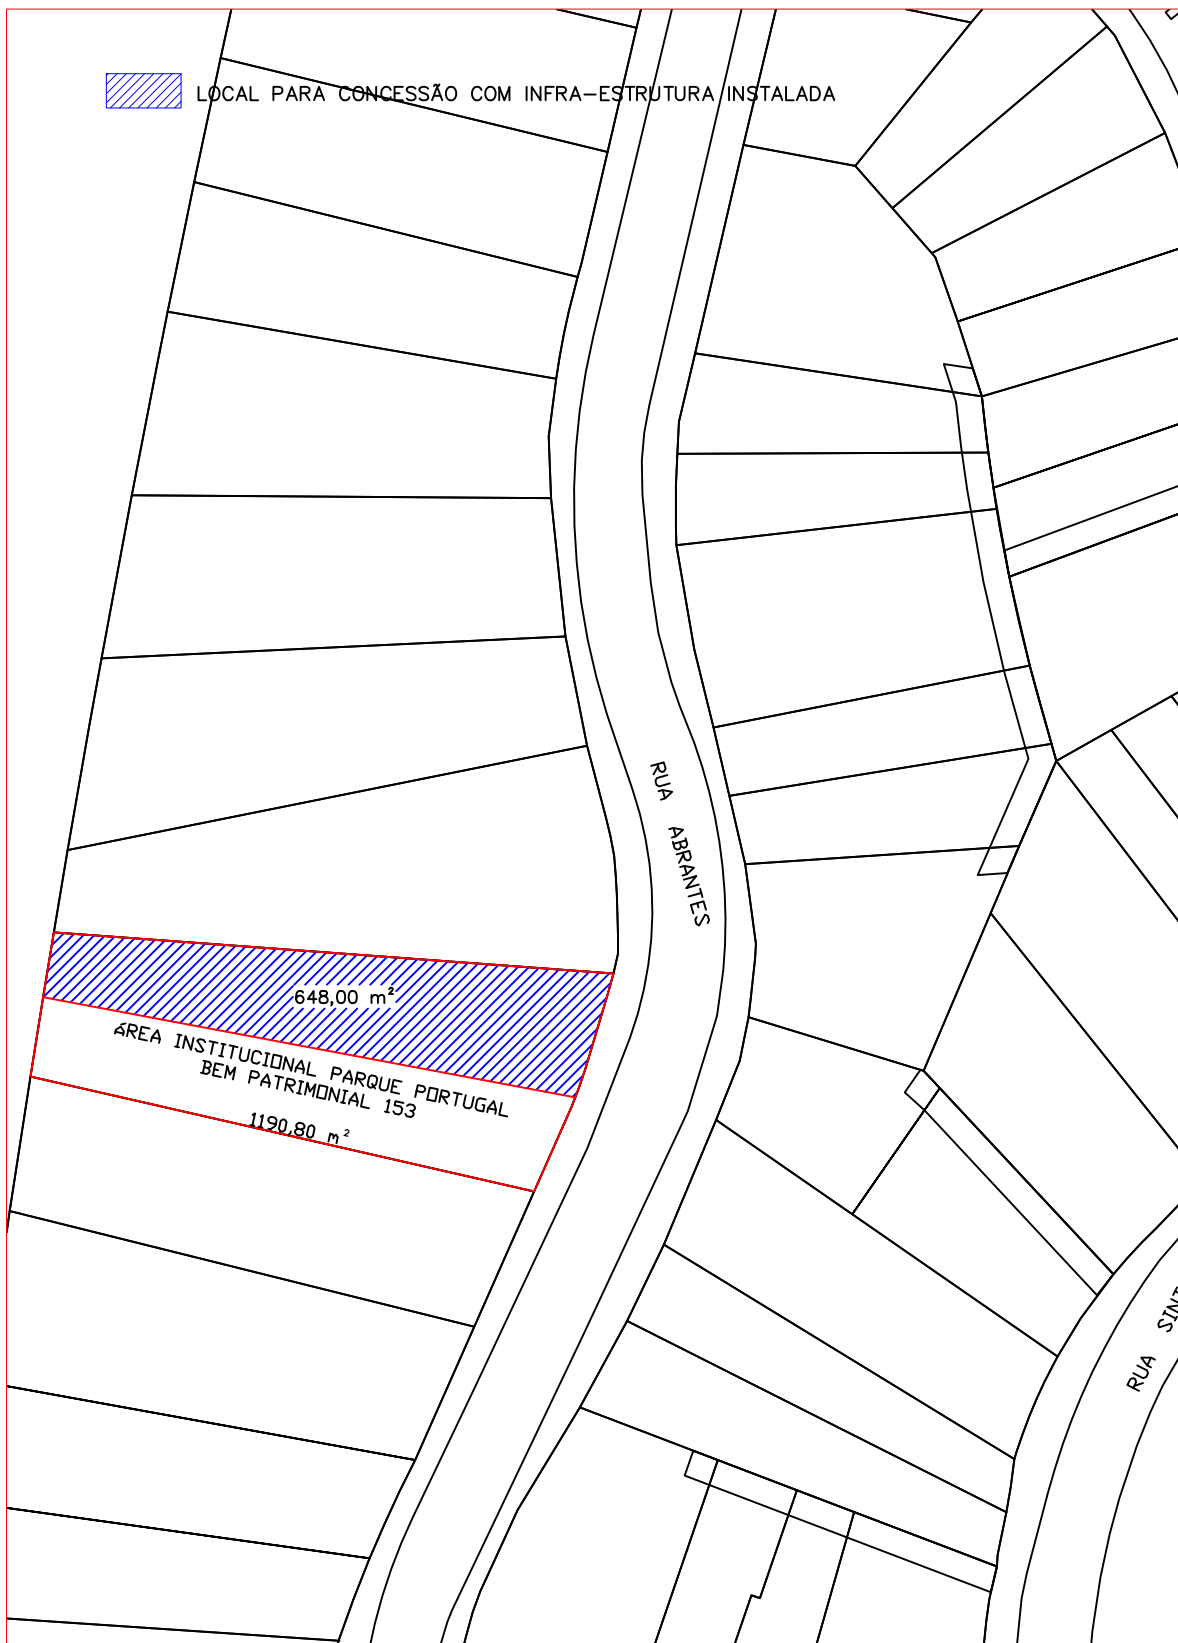 LOCAL PARA CONCESSÃO COM INFRA-ESTRUTURA INSTALADA
RUA ABRANTES
648,00 m²
ÁREA INSTITUCIONAL PARQUE PORTUGAL
BEM PATRIMONIAL 153
1190,80 m²
RUA SINT